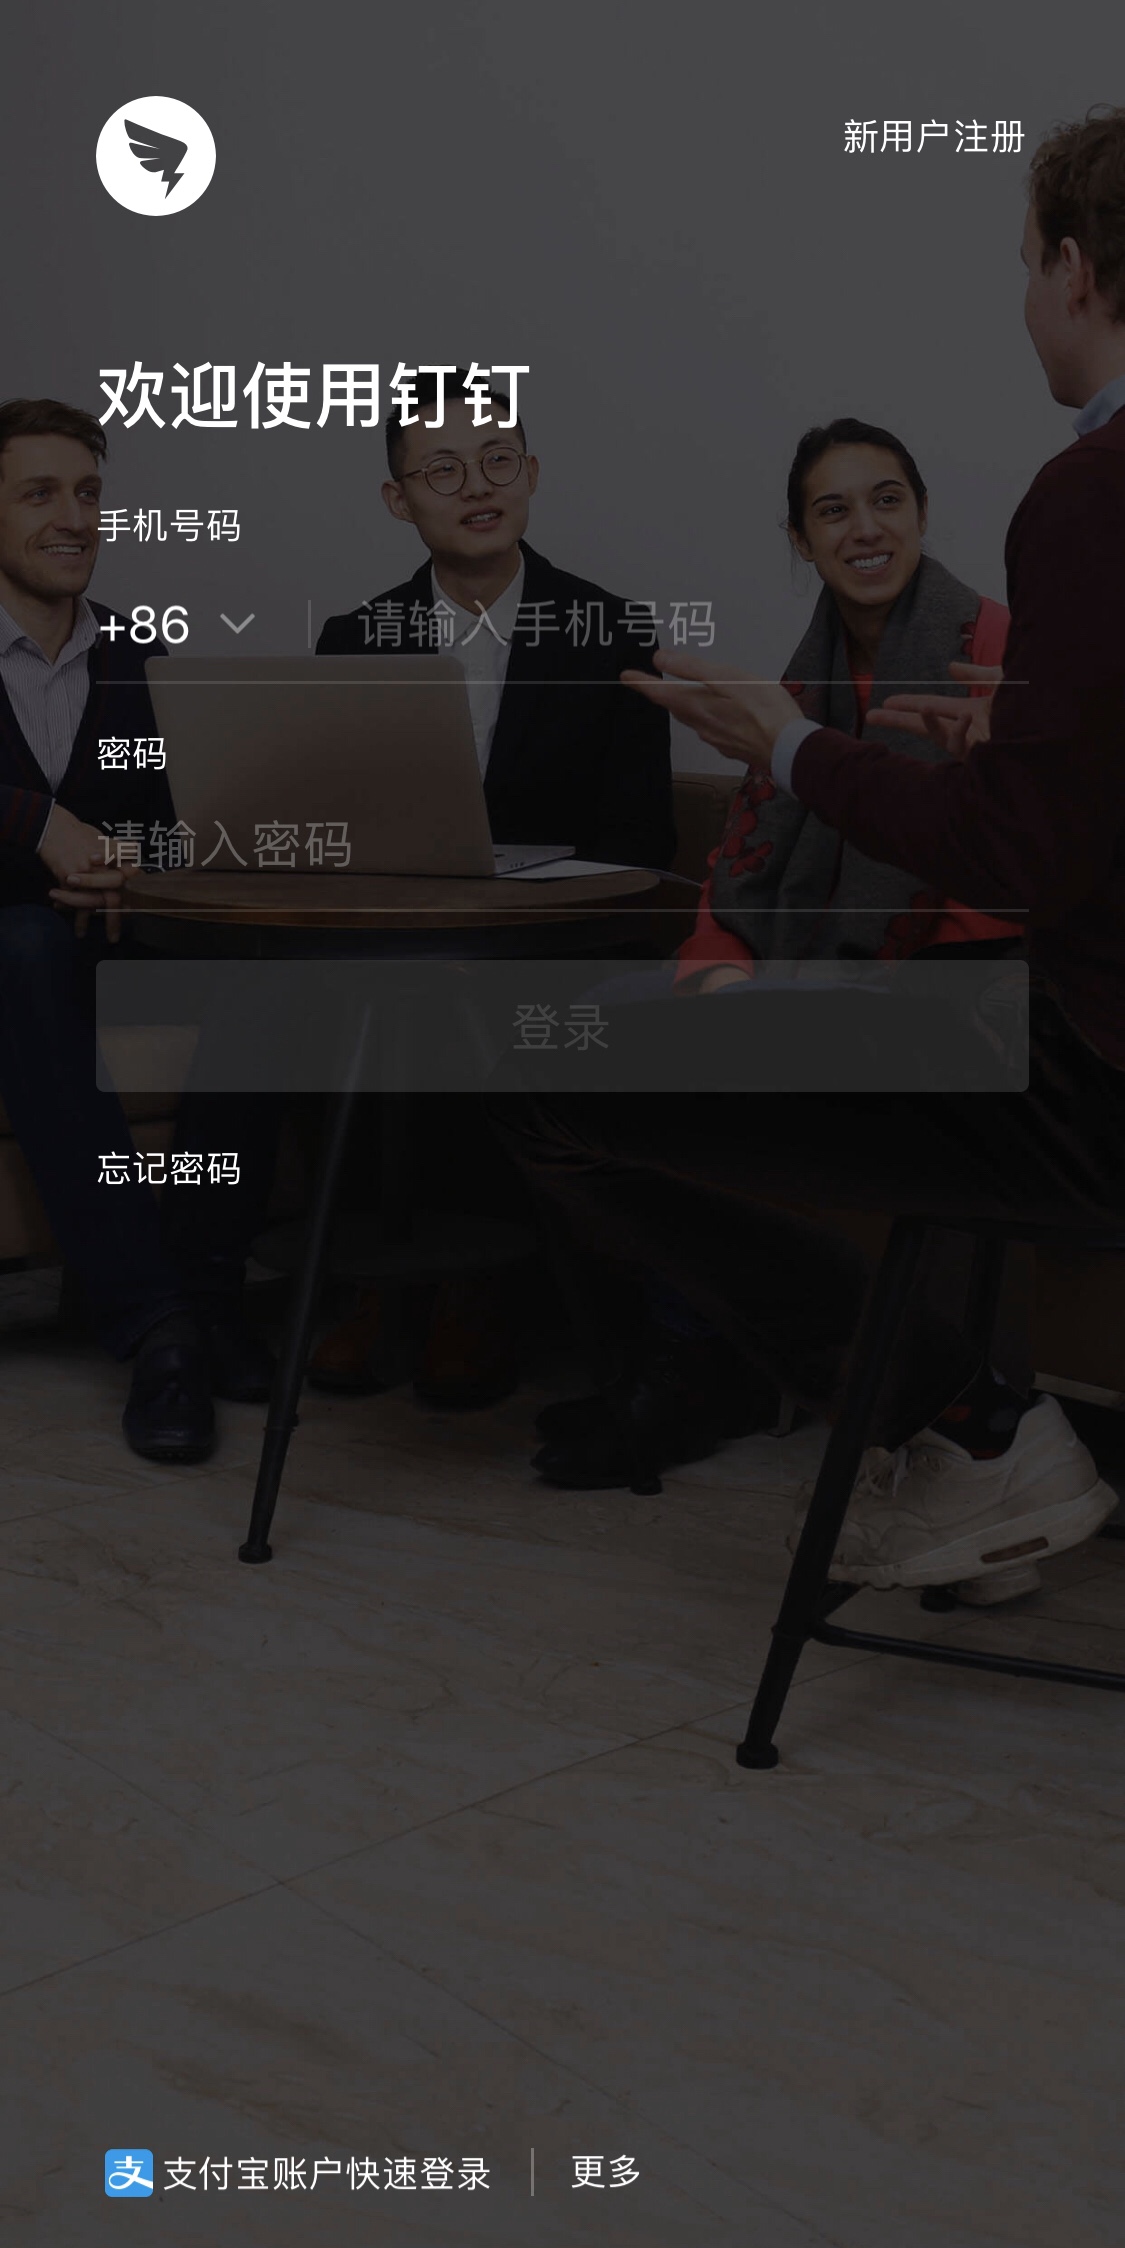 新用户注册
欢迎使用钉钉
手机号码
+86 请输入手机号码
密码
请输入密码
登录
忘记密码
支 支付宝账户快速登录 更多